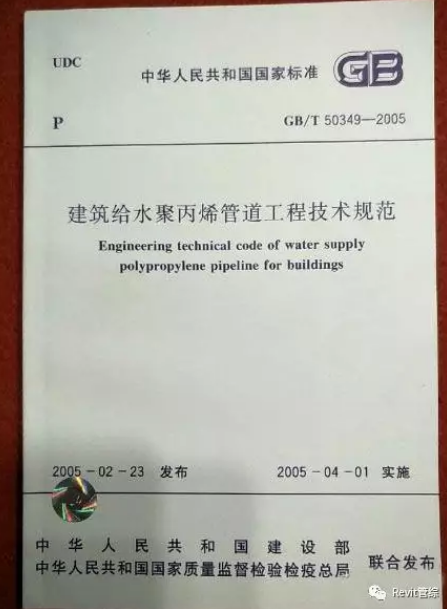 UDC
中华人民共和国国家标准 GB
P
GB/T 50349—2005
建筑给水聚丙烯管道工程技术规范
Engineering technical code of water supply
polypropylene pipeline for buildings
2005-02-23 发布 2005-04-01 实施
中华人民共和国建设部
中华人民共和国国家质量监督检验检疫总局 联合发布
Revit管综